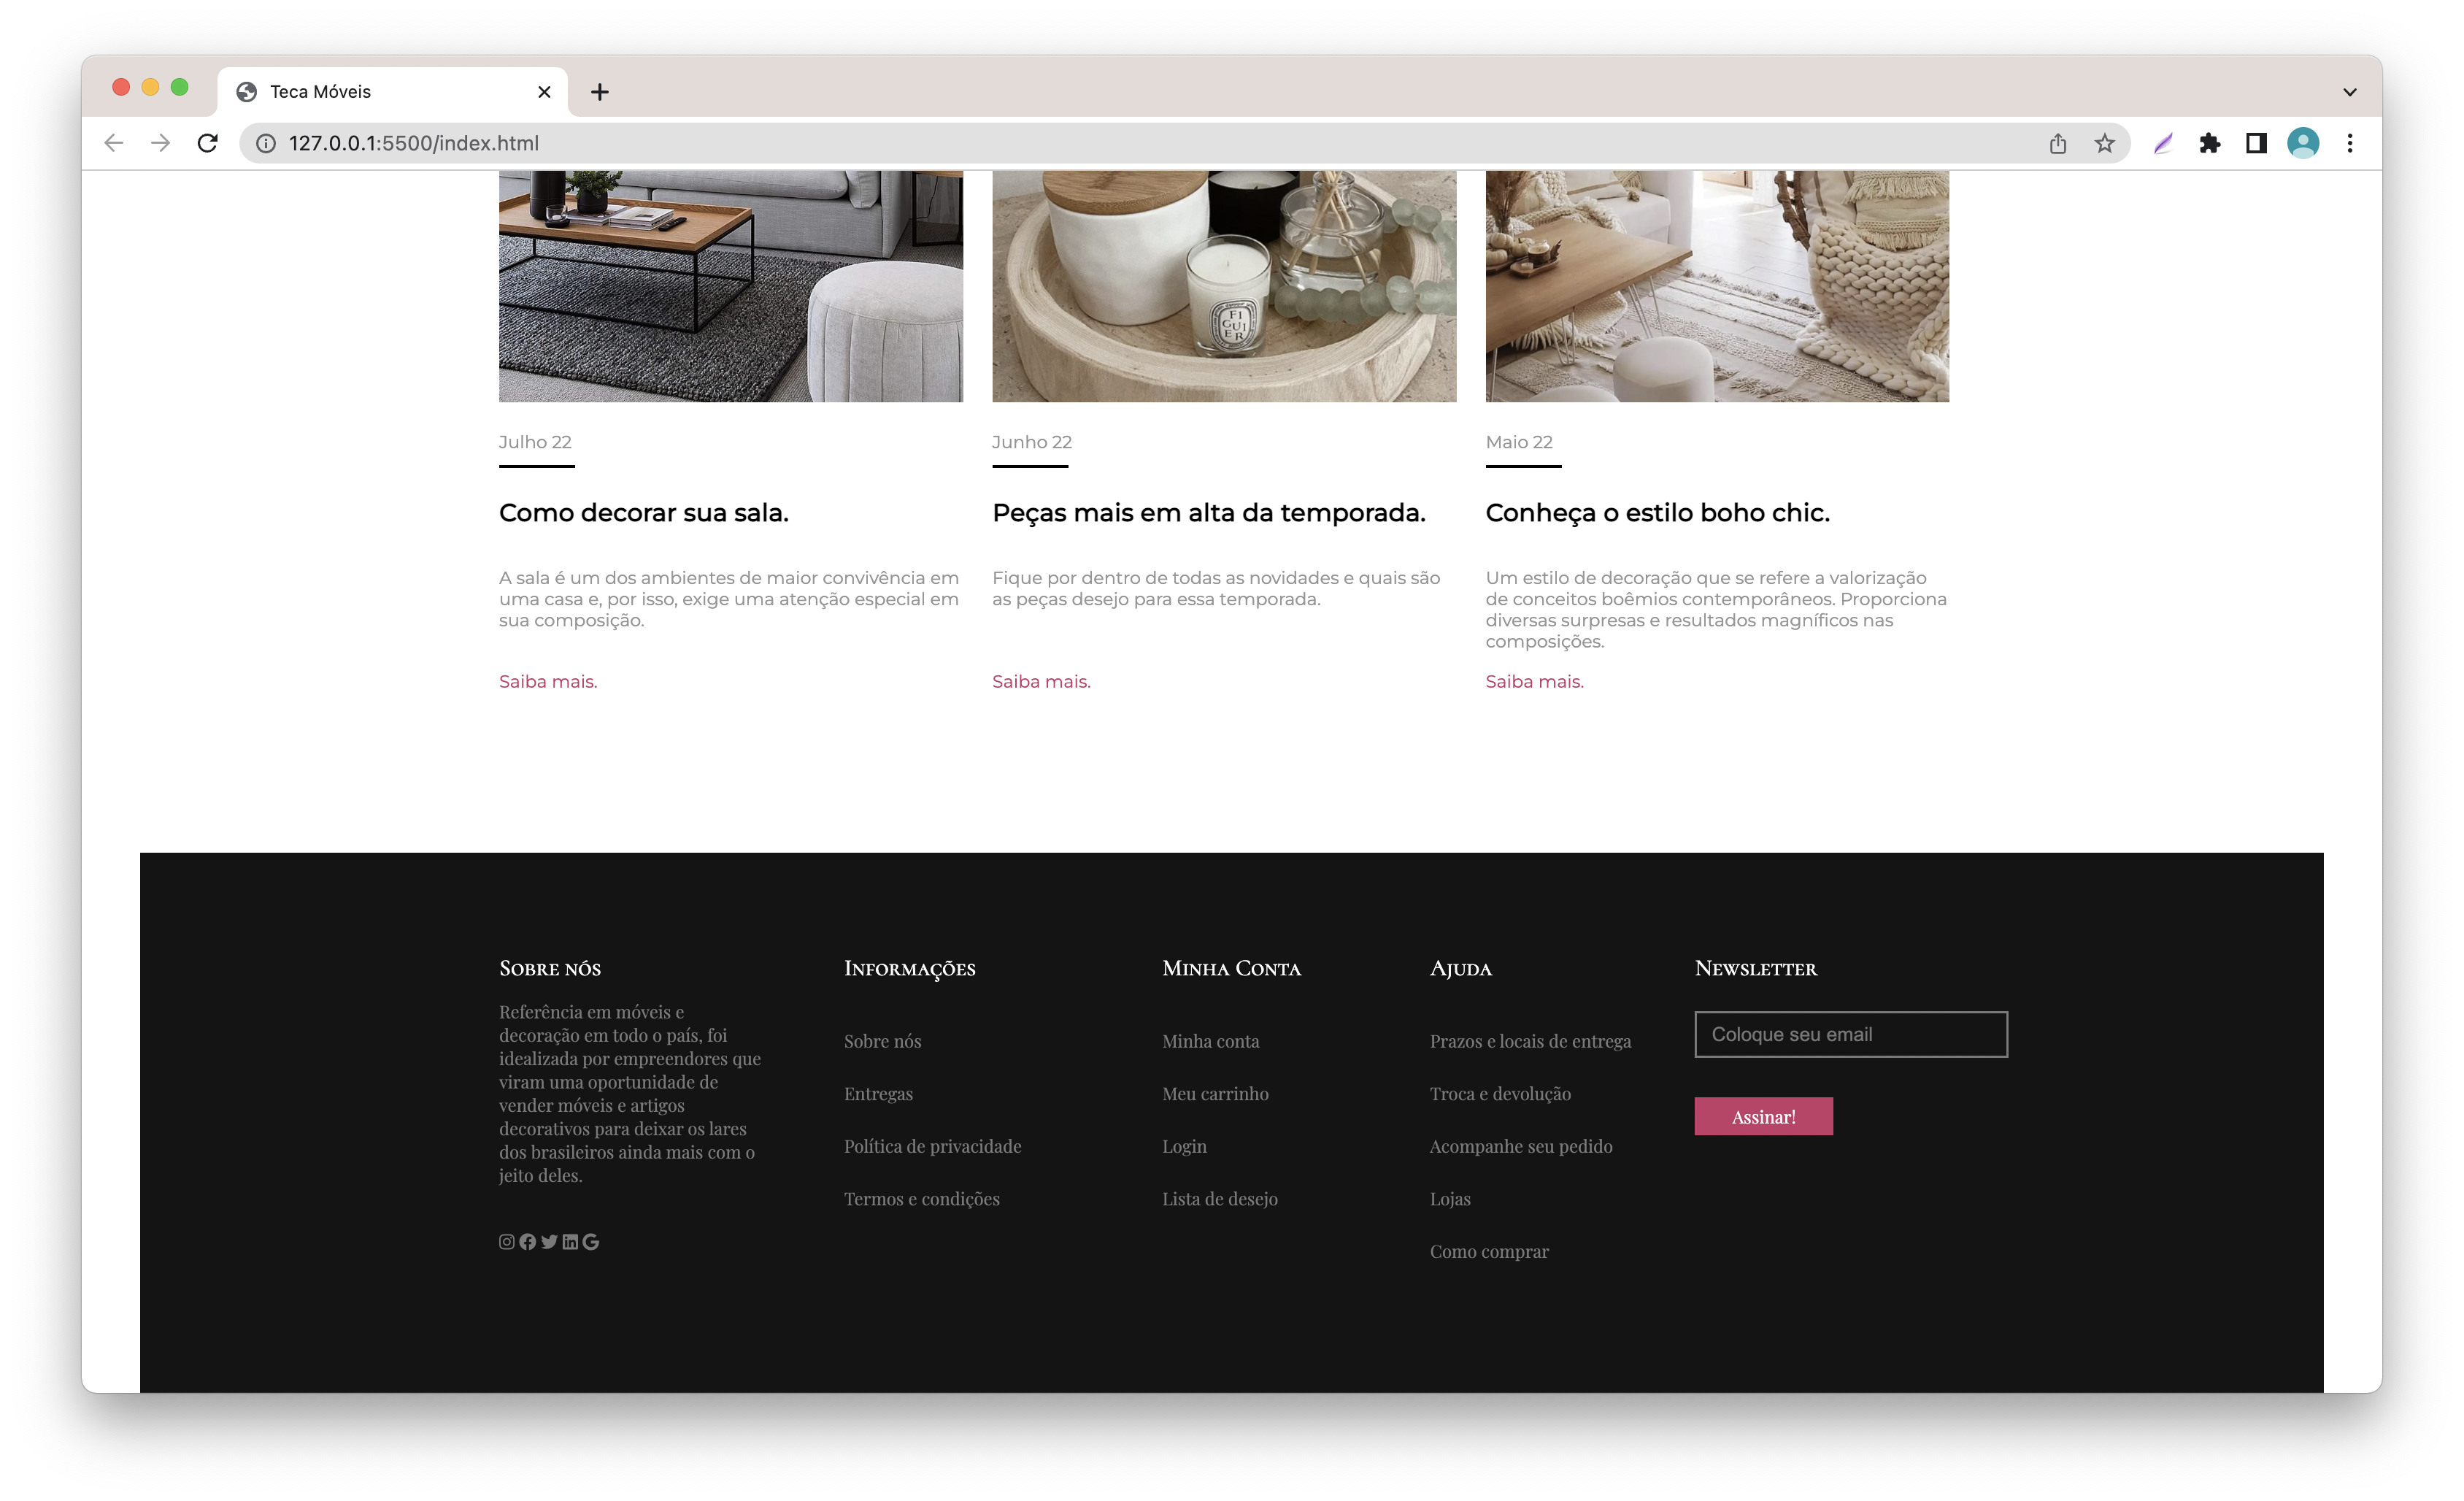 Teca Móveis
127.0.0.1:5500/index.html
FI
GUI
ER
Julho 22
Junho 22
Maio 22
Como decorar sua sala.
Peças mais em alta da temporada.
Conheça o estilo boho chic.
A sala é um dos ambientes de maior convivência em
uma casa e, por isso, exige uma atenção especial em
sua composição.
Fique por dentro de todas as novidades e quais são
as peças desejo para essa temporada.
Um estilo de decoração que se refere a valorização
de conceitos boêmios contemporâneos. Proporciona
diversas surpresas e resultados magníficos nas
composições.
Saiba mais.
Saiba mais.
Saiba mais.
Sobre nós
Referência em móveis e
decoração em todo o país, foi
idealizada por empreendores que
viram uma oportunidade de
vender móveis e artigos
decorativos para deixar os lares
dos brasileiros ainda mais com o
jeito deles.
Informações
Sobre nós
Entregas
Política de privacidade
Termos e condições
Minha Conta
Minha conta
Meu carrinho
Login
Lista de desejo
Ajuda
Prazos e locais de entrega
Troca e devolução
Acompanhe seu pedido
Lojas
Como comprar
Newsletter
Coloque seu email
Assinar!